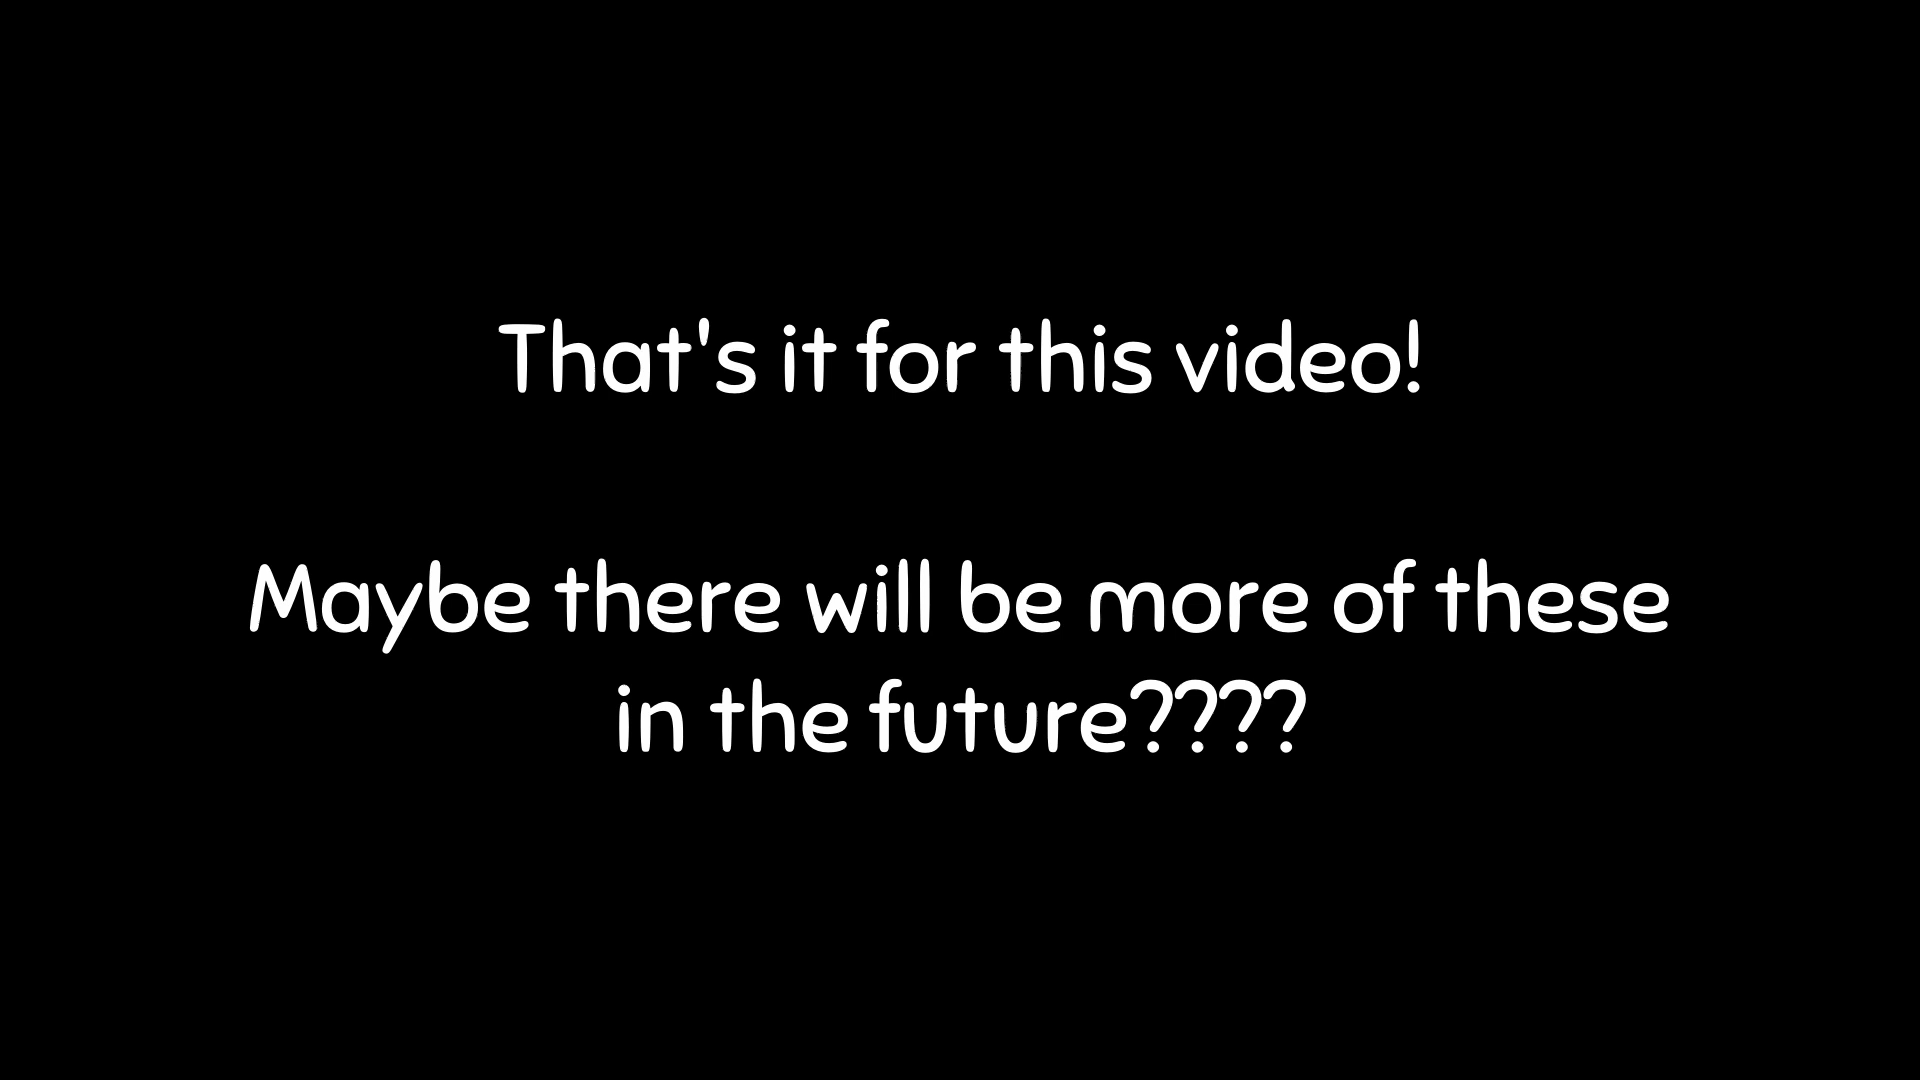 That's it for this video!
Maybe there will be more of these
in the future????